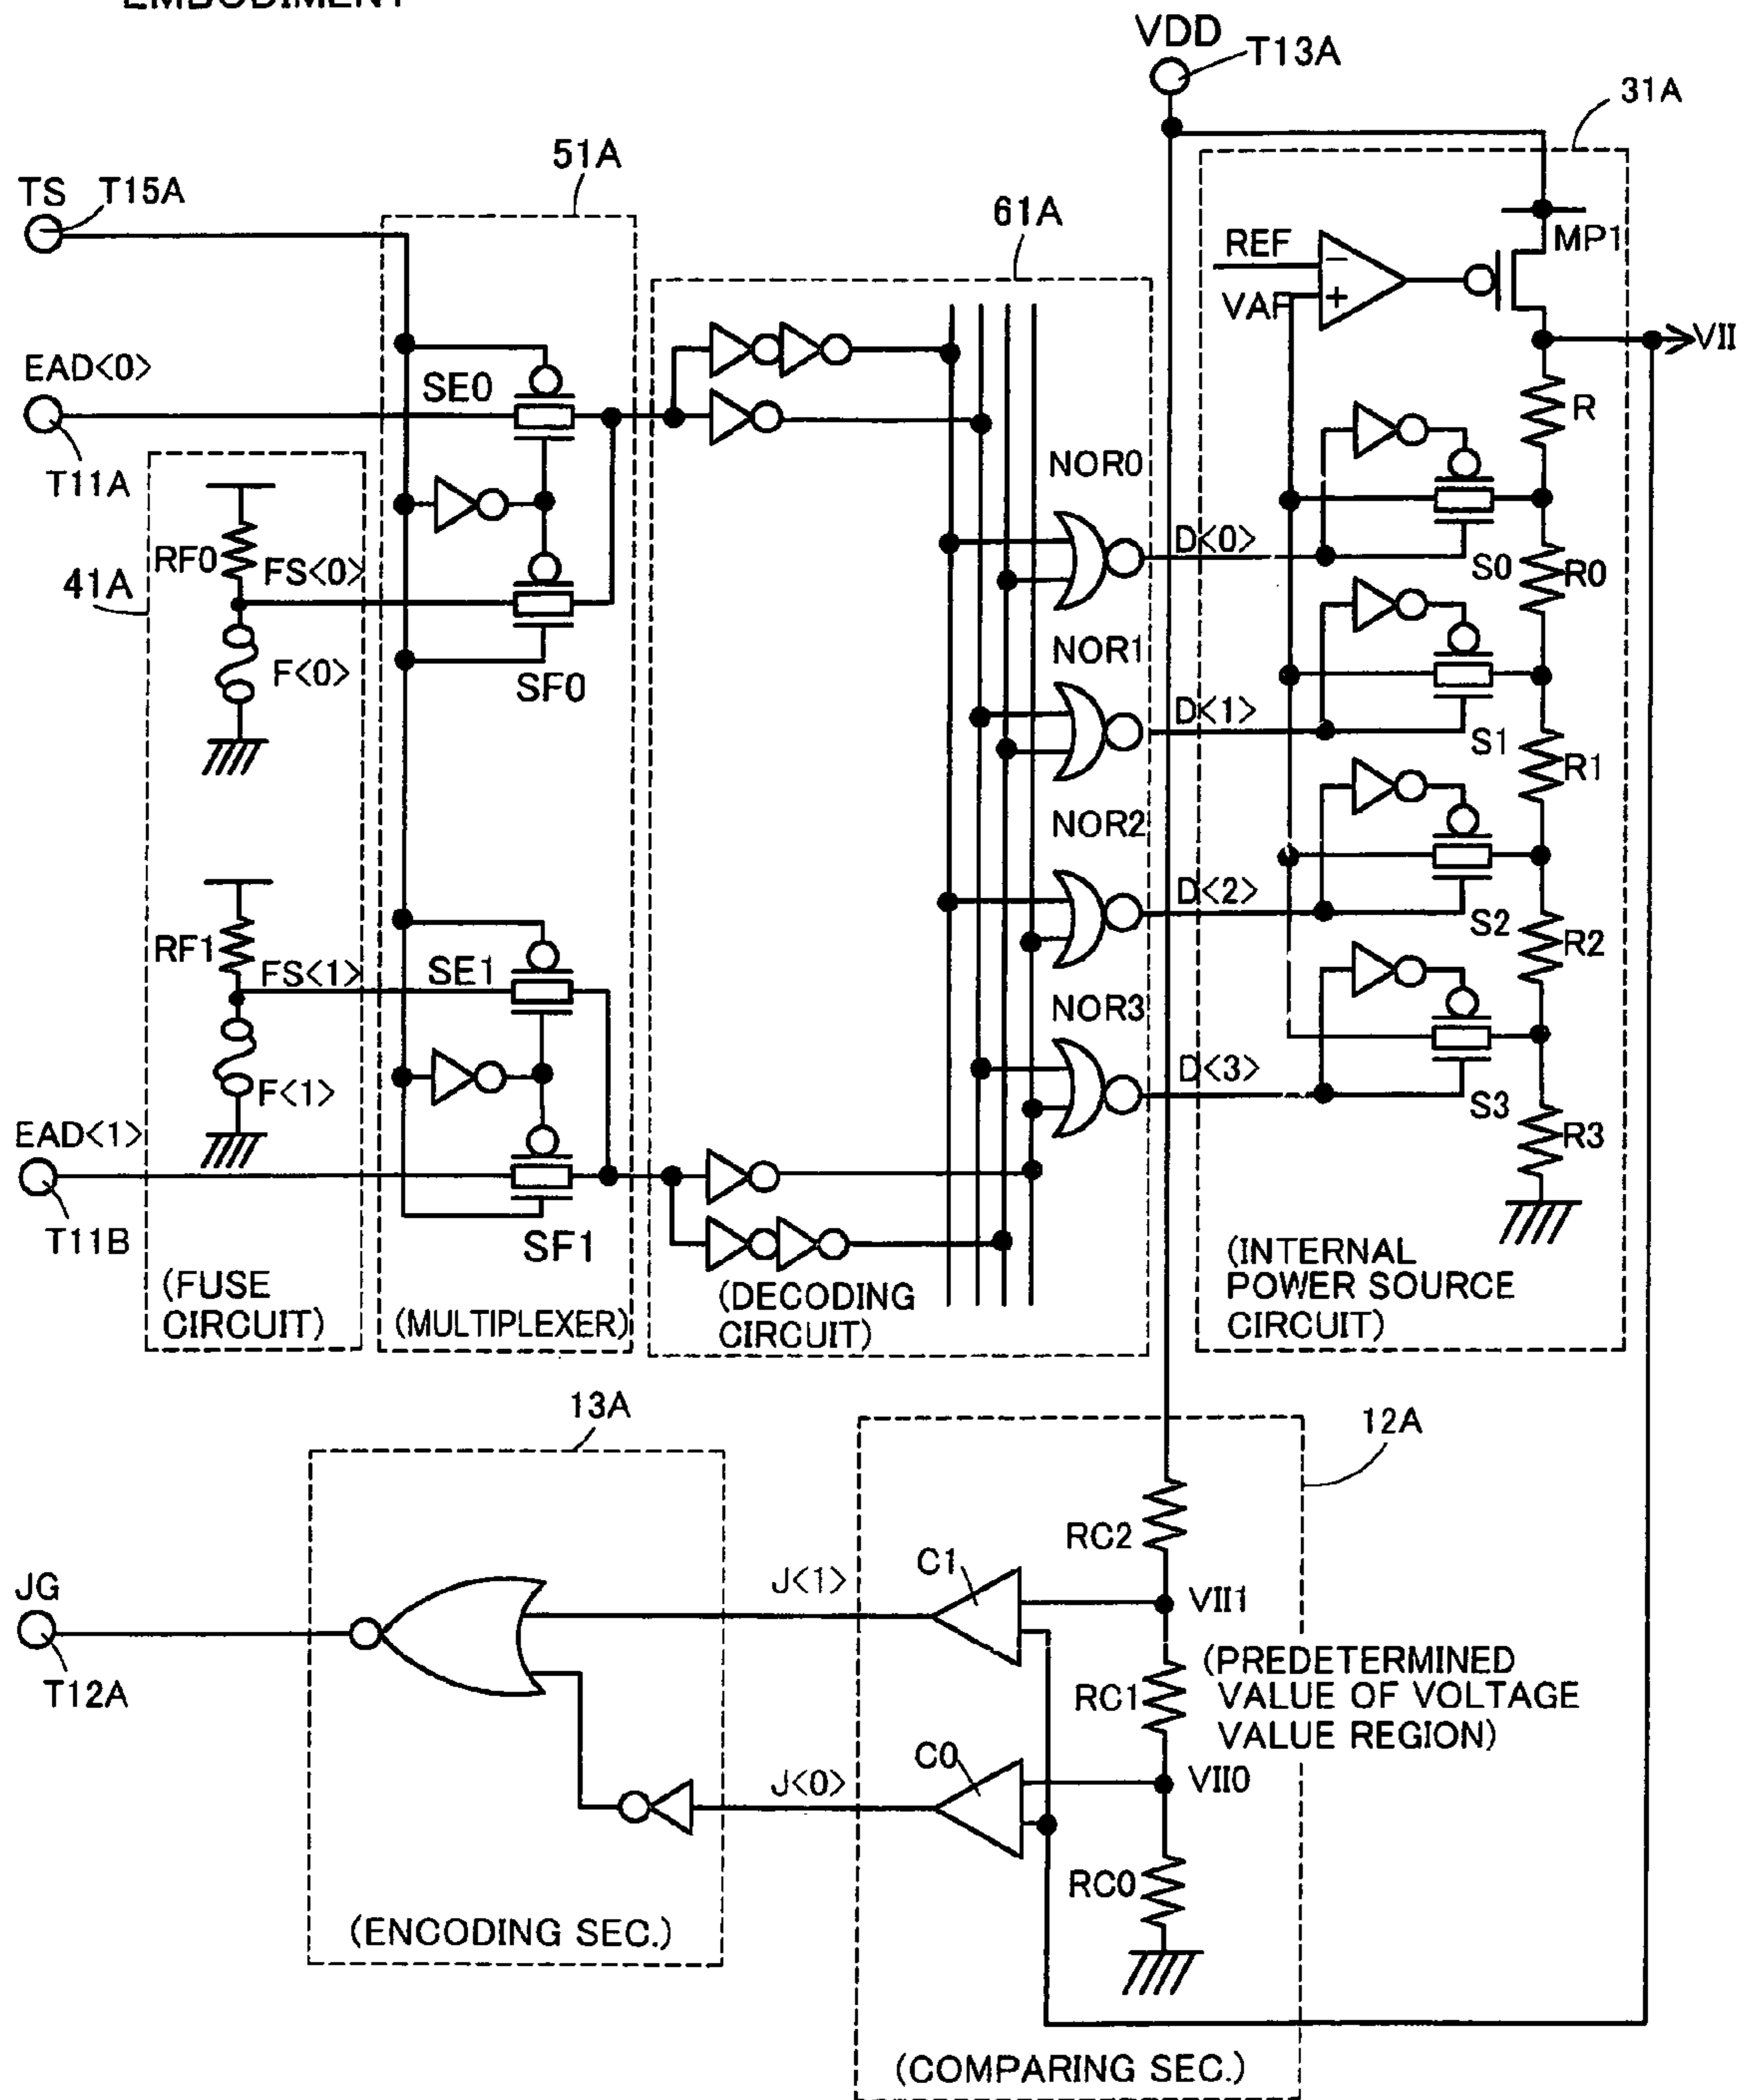 EMBODIMENT
VDD
T13A
31A
51A
TS
T15A
61A
REF
MP1
VAF
VII
EAD<0>
SE0
R
T11A
NOR0
RF0
FS<0>
D<0>
S0
R0
41A
F<0>
SF0
NOR1
D<1>
S1
R1
NOR2
D<2>
S2
R2
RF1
FS<1>
SE1
NOR3
F<1>
D<3>
S3
R3
EAD<1>
T11B
SF1
(FUSE
CIRCUIT)
(MULTIPLEXER)
(DECODING
CIRCUIT)
(INTERNAL
POWER SOURCE
CIRCUIT)
13A
12A
RC2
C1
J<1>
VII1
JG
T12A
(PREDETERMINED
VALUE OF VOLTAGE
VALUE REGION)
RC1
C0
J<0>
VII0
RC0
(ENCODING SEC.)
(COMPARING SEC.)